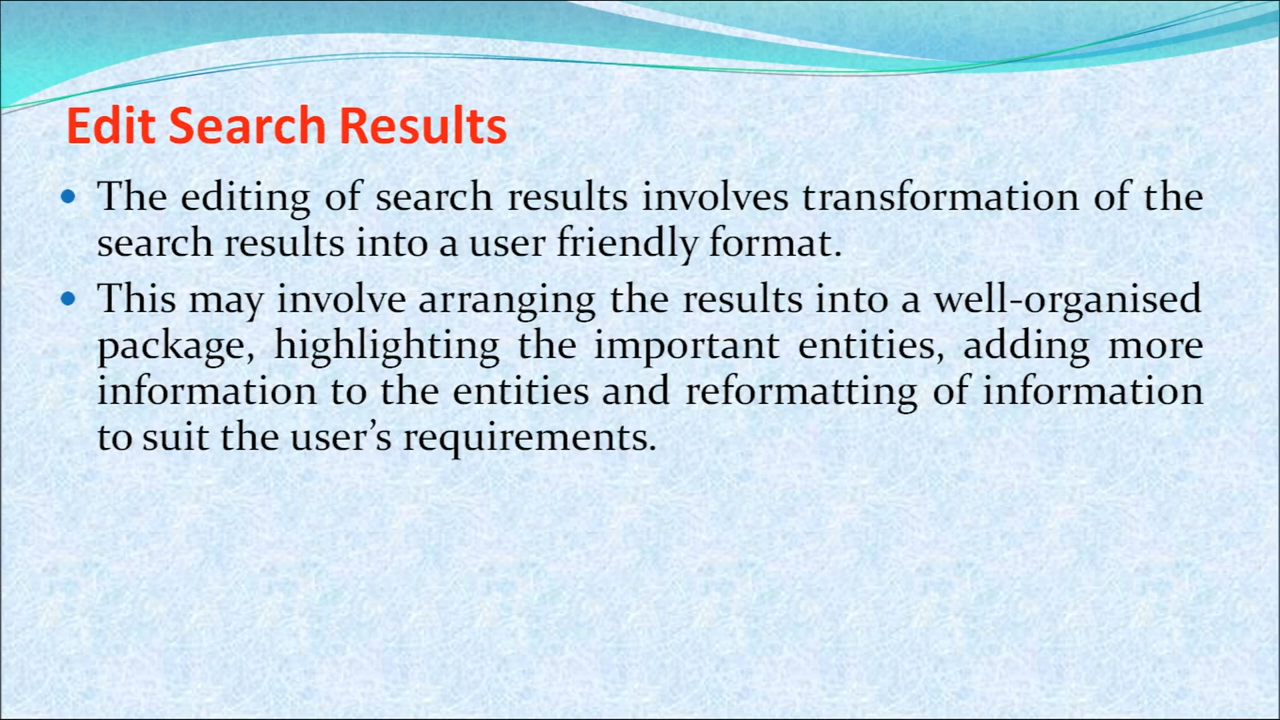 Edit Search Results
• The editing of search results involves transformation of the
search results into a user friendly format.
• This may involve arranging the results into a well-organised
package, highlighting the important entities, adding more
information to the entities and reformatting of information
to suit the user’s requirements.